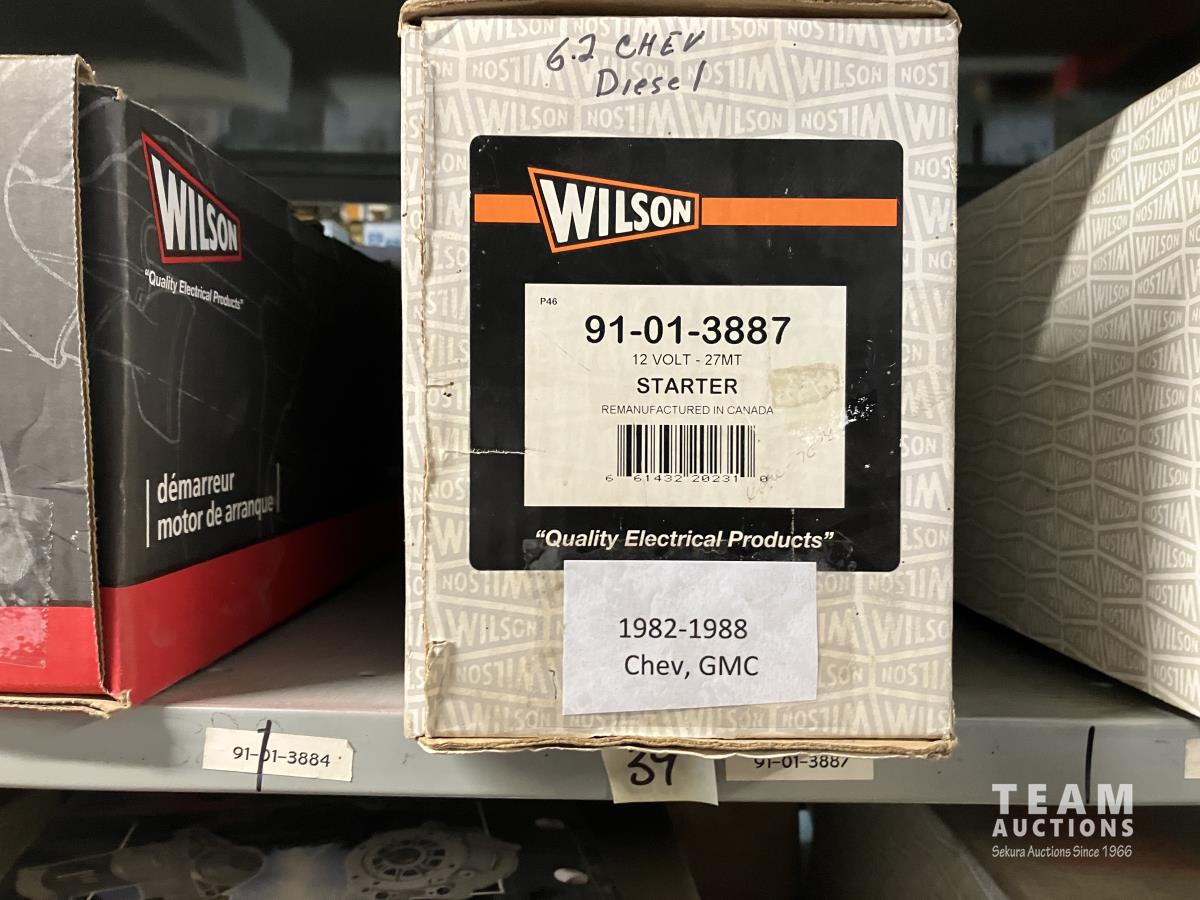 6.2 CHEV
Diesel
WILSON
P46
91-01-3887
12 VOLT - 27MT
STARTER
REMANUFACTURED IN CANADA
6 61432 20231 0
"Quality Electrical Products"
1982-1988
Chev, GMC
WILSON
"Quality Electrical Products"
démarreur
motor de arranque
91-01-3884
39
91-01-3887
TEAM
AUCTIONS
Sekura Auctions Since 1966